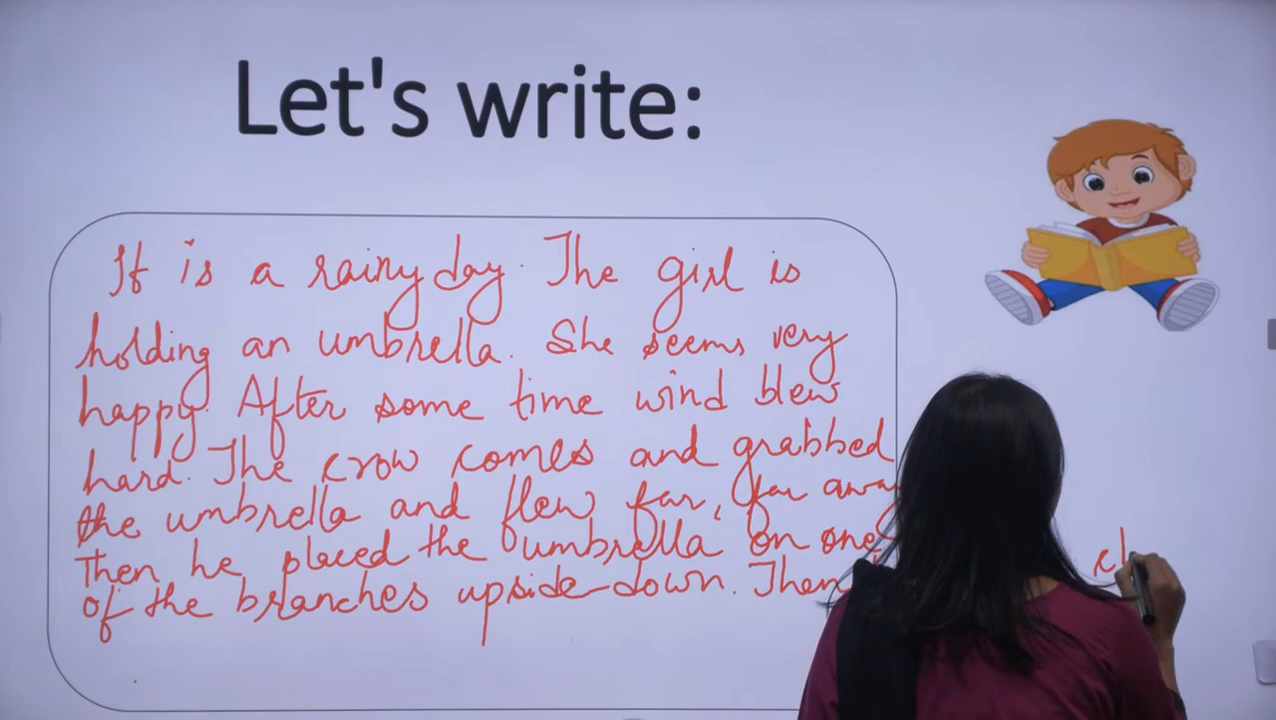 Let's write:
It is a rainy day. The girl is
holding an umbrella. She seems very
happy. After some time wind blew
hard. The crow comes and grabbed
the umbrella and flew far, far away
Then he placed the umbrella on one
of the branches upside-down. Then